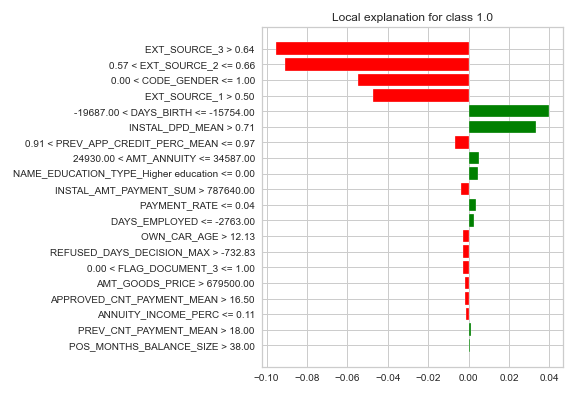 Local explanation for class 1.0
EXT_SOURCE_3 > 0.64
0.57 < EXT_SOURCE_2 <= 0.66
0.00 < CODE_GENDER <= 1.00
EXT_SOURCE_1 > 0.50
-19687.00 < DAYS_BIRTH <= -15754.00
INSTAL_DPD_MEAN > 0.71
0.91 < PREV_APP_CREDIT_PERC_MEAN <= 0.97
24930.00 < AMT_ANNUITY <= 34587.00
NAME_EDUCATION_TYPE_Higher education <= 0.00
INSTAL_AMT_PAYMENT_SUM > 787640.00
PAYMENT_RATE <= 0.04
DAYS_EMPLOYED <= -2763.00
OWN_CAR_AGE > 12.13
REFUSED_DAYS_DECISION_MAX > -732.83
0.00 < FLAG_DOCUMENT_3 <= 1.00
AMT_GOODS_PRICE > 679500.00
APPROVED_CNT_PAYMENT_MEAN > 16.50
ANNUITY_INCOME_PERC <= 0.11
PREV_CNT_PAYMENT_MEAN > 18.00
POS_MONTHS_BALANCE_SIZE > 38.00
−0.10 −0.08 −0.06 −0.04 −0.02 0.00 0.02 0.04